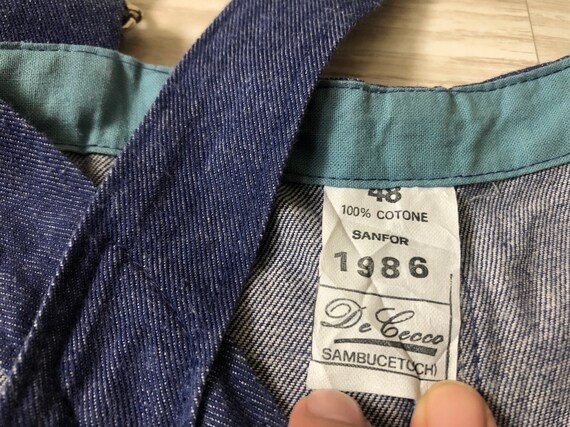 48
100% COTONE
SANFOR
1986
De Cecco
SAMBUCETO(CH)